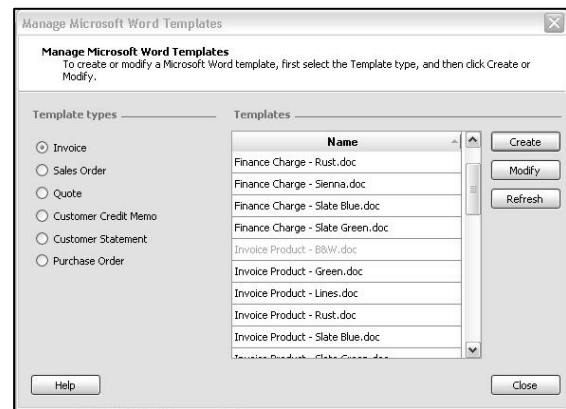 Manage Microsoft Word Templates
Manage Microsoft Word Templates
To create or modify a Microsoft Word template, first select the Template type, and then click Create or
Modify.
Template types
Invoice
Sales Order
Quote
Customer Credit Memo
Customer Statement
Purchase Order
Templates
Name
Finance Charge - Rust.doc
Finance Charge - Sienna.doc
Finance Charge - Slate Blue.doc
Finance Charge - Slate Green.doc
Invoice Product - B&W.doc
Invoice Product - Green.doc
Invoice Product - Lines.doc
Invoice Product - Rust.doc
Invoice Product - Slate Blue.doc
Create
Modify
Refresh
Help
Close